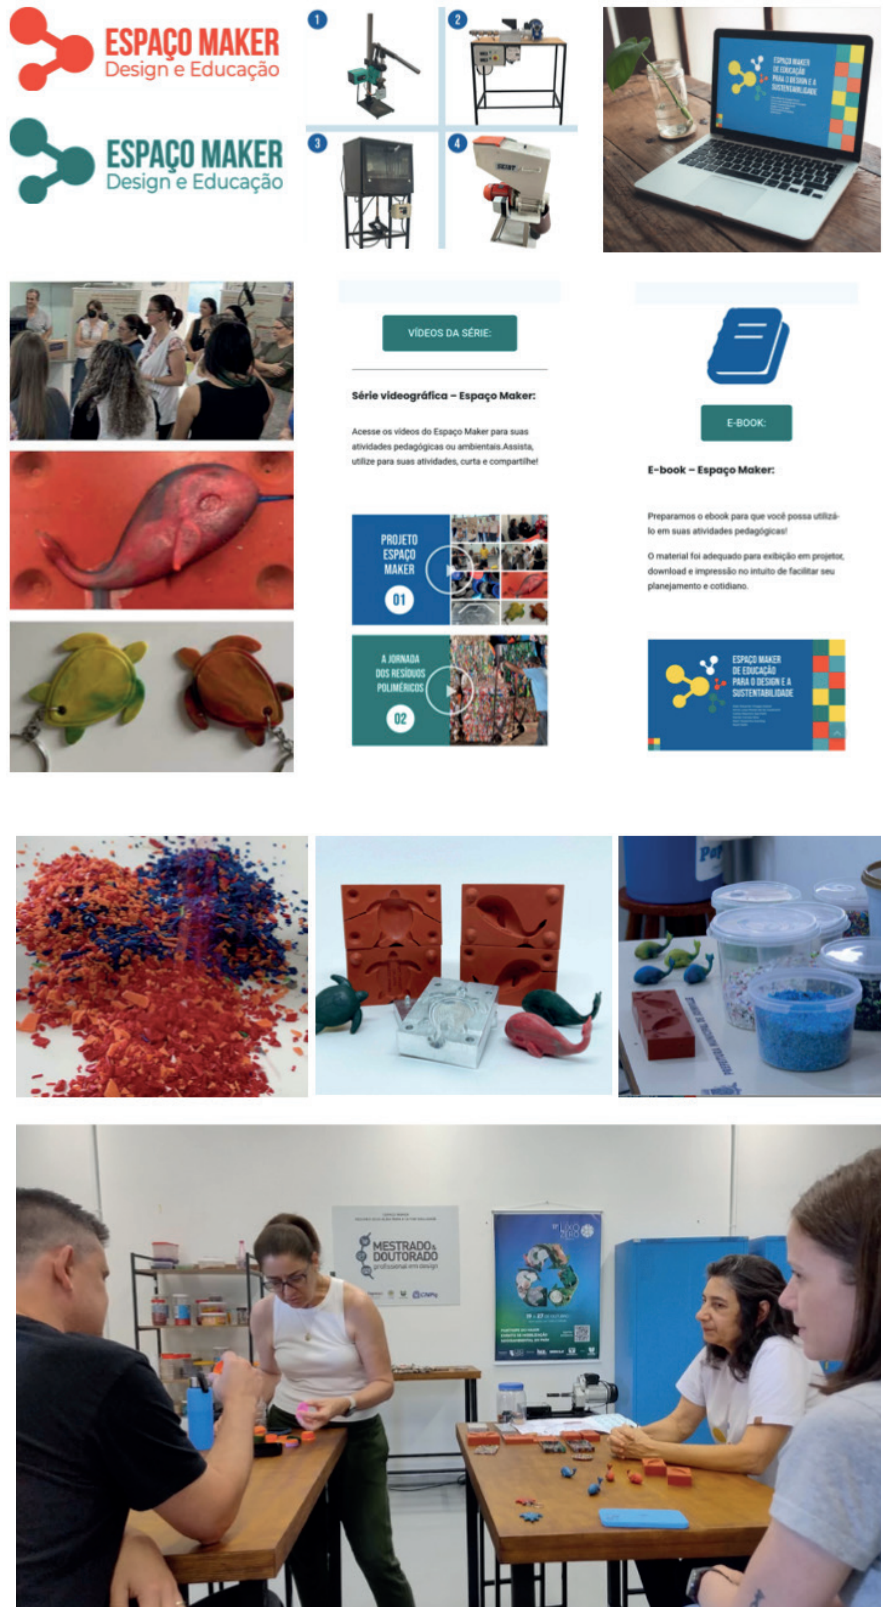 ESPAÇO MAKER
Design e Educação
ESPAÇO MAKER
Design e Educação
1
2
3
4
ESPAÇO MAKER
DE EDUCAÇÃO
PARA O DESIGN E A
SUSTENTABILIDADE
VÍDEOS DA SÉRIE:
Série videográfica – Espaço Maker:
Acesse os vídeos do Espaço Maker para suas
atividades pedagógicas ou ambientais.Assista,
utilize para suas atividades, curta e compartilhe!
PROJETO
ESPAÇO
MAKER
01
A JORNADA
DOS RESÍDUOS
POLIMÉRICOS
02
E-BOOK:
E-book – Espaço Maker:
Preparamos o ebook para que você possa utilizá-
lo em suas atividades pedagógicas!
O material foi adequado para exibição em projetor,
download e impressão no intuito de facilitar seu
planejamento e cotidiano.
ESPAÇO MAKER
DE EDUCAÇÃO
PARA O DESIGN E A
SUSTENTABILIDADE
MESTRADO &
DOUTORADO
profissional em design
LIXO
ZERO